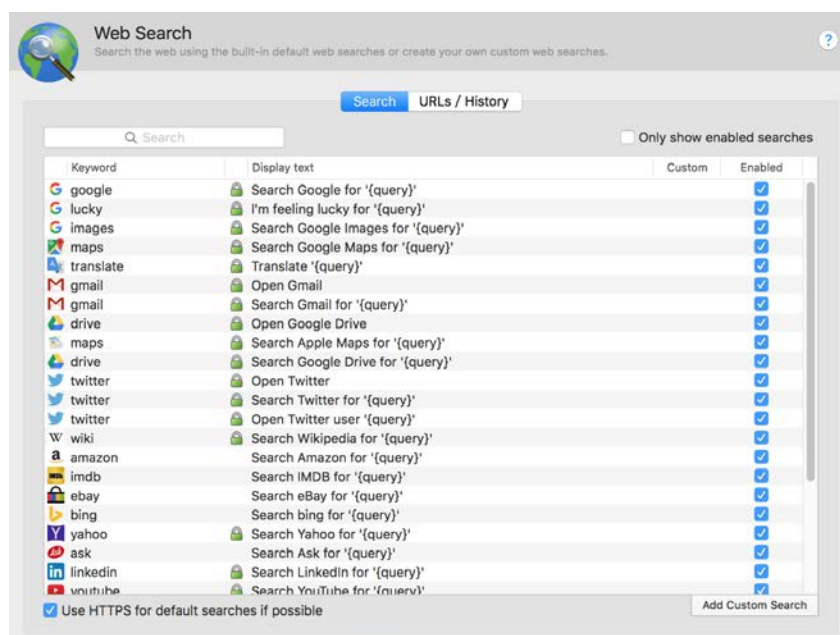 Web Search
Search the web using the built-in default web searches or create your own custom web searches.
?
Search URLs / History
Search
Only show enabled searches
Keyword Display text Custom Enabled
google Search Google for '{query}'
lucky I'm feeling lucky for '{query}'
images Search Google Images for '{query}'
maps Search Google Maps for '{query}'
translate Translate '{query}'
gmail Open Gmail
gmail Search Gmail for '{query}'
drive Open Google Drive
maps Search Apple Maps for '{query}'
drive Search Google Drive for '{query}'
twitter Open Twitter
twitter Search Twitter for '{query}'
twitter Open Twitter user '{query}'
W wiki Search Wikipedia for '{query}'
a amazon Search Amazon for '{query}'
imdb Search IMDB for '{query}'
ebay Search eBay for '{query}'
bing Search bing for '{query}'
Y yahoo Search Yahoo for '{query}'
ask Search Ask for '{query}'
in linkedin Search LinkedIn for '{query}'
youtube Search YouTube for '{query}'
Use HTTPS for default searches if possible
Add Custom Search